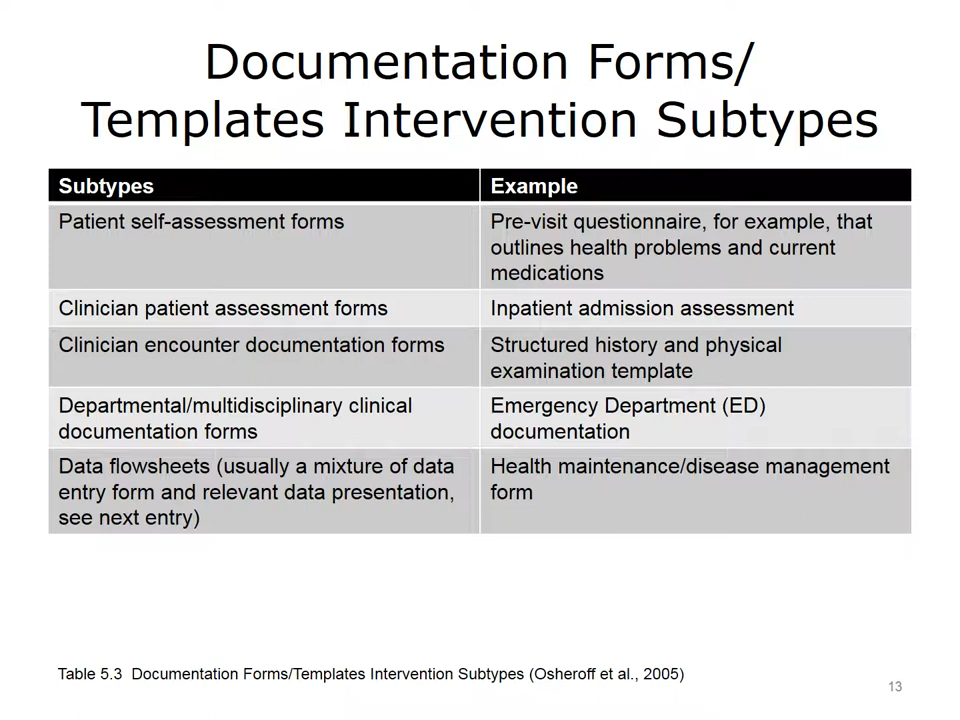 Documentation Forms/
Templates Intervention Subtypes
Subtypes
Example
Patient self-assessment forms
Pre-visit questionnaire, for example, that
outlines health problems and current
medications
Clinician patient assessment forms
Inpatient admission assessment
Clinician encounter documentation forms
Structured history and physical
examination template
Departmental/multidisciplinary clinical
documentation forms
Emergency Department (ED)
documentation
Data flowsheets (usually a mixture of data
entry form and relevant data presentation,
see next entry)
Health maintenance/disease management
form
Table 5.3 Documentation Forms/Templates Intervention Subtypes (Osheroff et al., 2005)
13